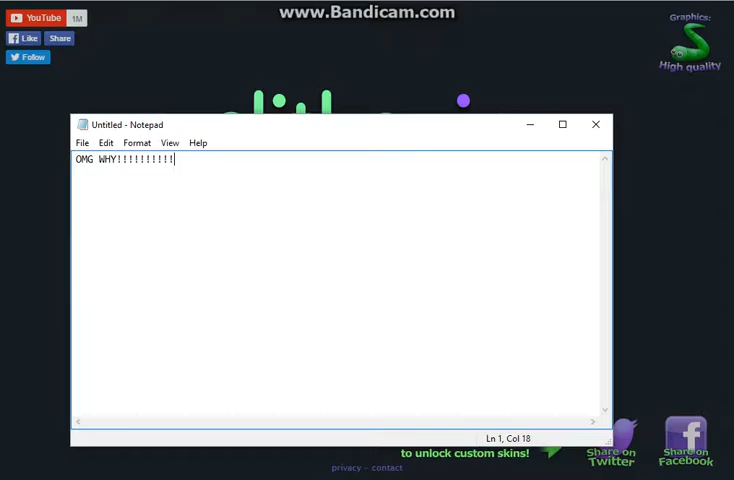 www.Bandicam.com
YouTube 1M
Like Share
Follow
Graphics:
High quality
Untitled - Notepad
File Edit Format View Help
OMG WHY!!!!!!!!!!
Ln 1, Col 18
to unlock custom skins!
Share on
Twitter
Share on
Facebook
privacy - contact